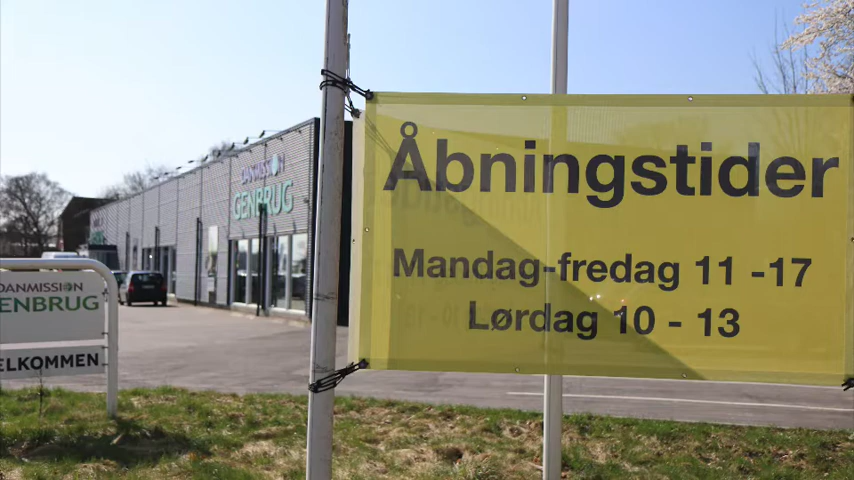 Åbningstider
Mandag-fredag 11 -17
Lørdag 10 - 13
DANMISSION
GENBRUG
DANMISSION
GENBRUG
ELKOMMEN